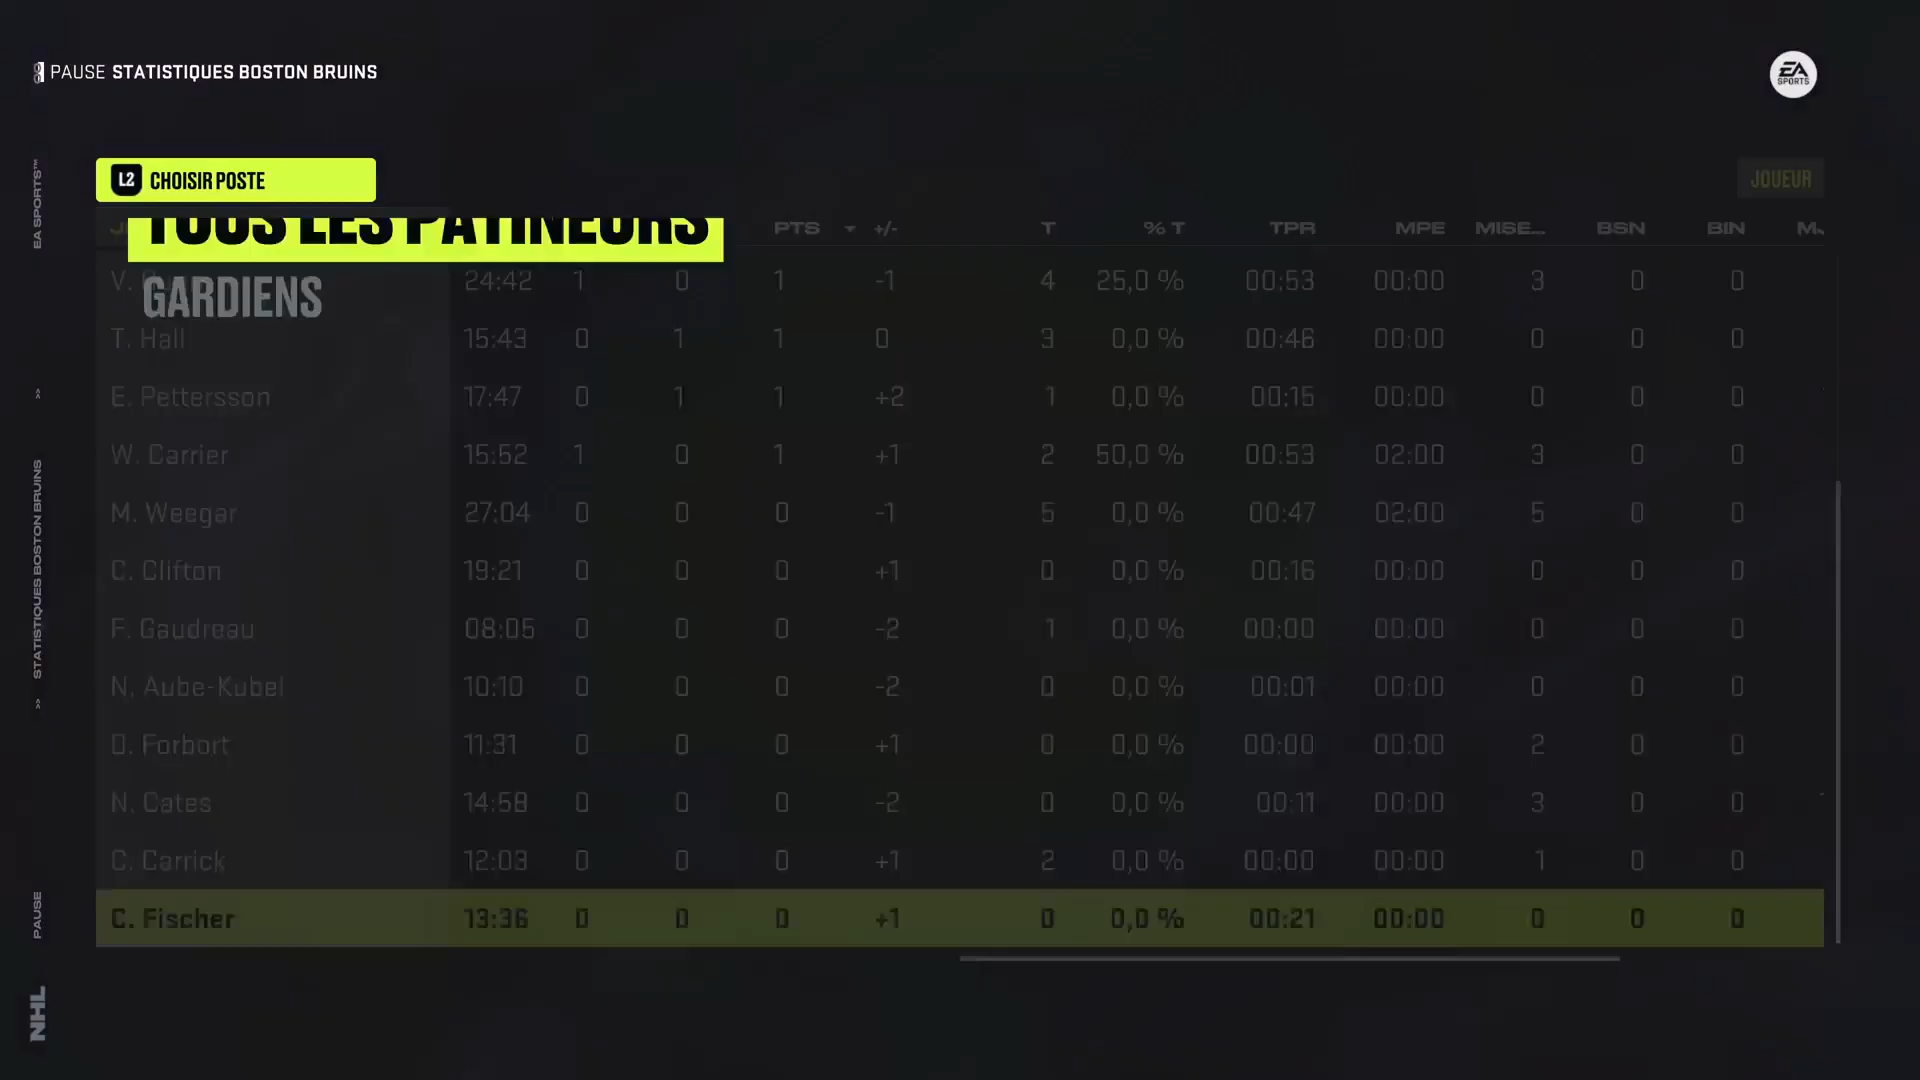 PAUSE STATISTIQUES BOSTON BRUINS
EA SPORTS
L2 CHOISIR POSTE
JOUEUR
TOUS LES PATINEURS
PTS +/- T % T TPR MPE MISE... BSN BIN
GARDIENS
V. 24:42 1 0 1 -1 4 25,0 % 00:53 00:00 3 0 0
T. Hall 15:43 0 1 1 0 3 0,0 % 00:46 00:00 0 0 0
E. Pettersson 17:47 0 1 1 +2 1 0,0 % 00:15 00:00 0 0 0
W. Carrier 15:52 1 0 1 +1 2 50,0 % 00:53 02:00 3 0 0
M. Weegar 27:04 0 0 0 -1 5 0,0 % 00:47 02:00 5 0 0
C. Clifton 19:21 0 0 0 +1 0 0,0 % 00:16 00:00 0 0 0
F. Gaudreau 08:05 0 0 0 -2 1 0,0 % 00:00 00:00 0 0 0
N. Aube-Kubel 10:10 0 0 0 -2 0 0,0 % 00:01 00:00 0 0 0
D. Forbort 11:31 0 0 0 +1 0 0,0 % 00:00 00:00 2 0 0
N. Cates 14:58 0 0 0 -2 0 0,0 % 00:11 00:00 3 0 0
C. Carrick 12:03 0 0 0 +1 2 0,0 % 00:00 00:00 1 0 0
C. Fischer 13:36 0 0 0 +1 0 0,0 % 00:21 00:00 0 0 0
EA SPORTS™
STATISTIQUES BOSTON BRUINS
PAUSE
NHL